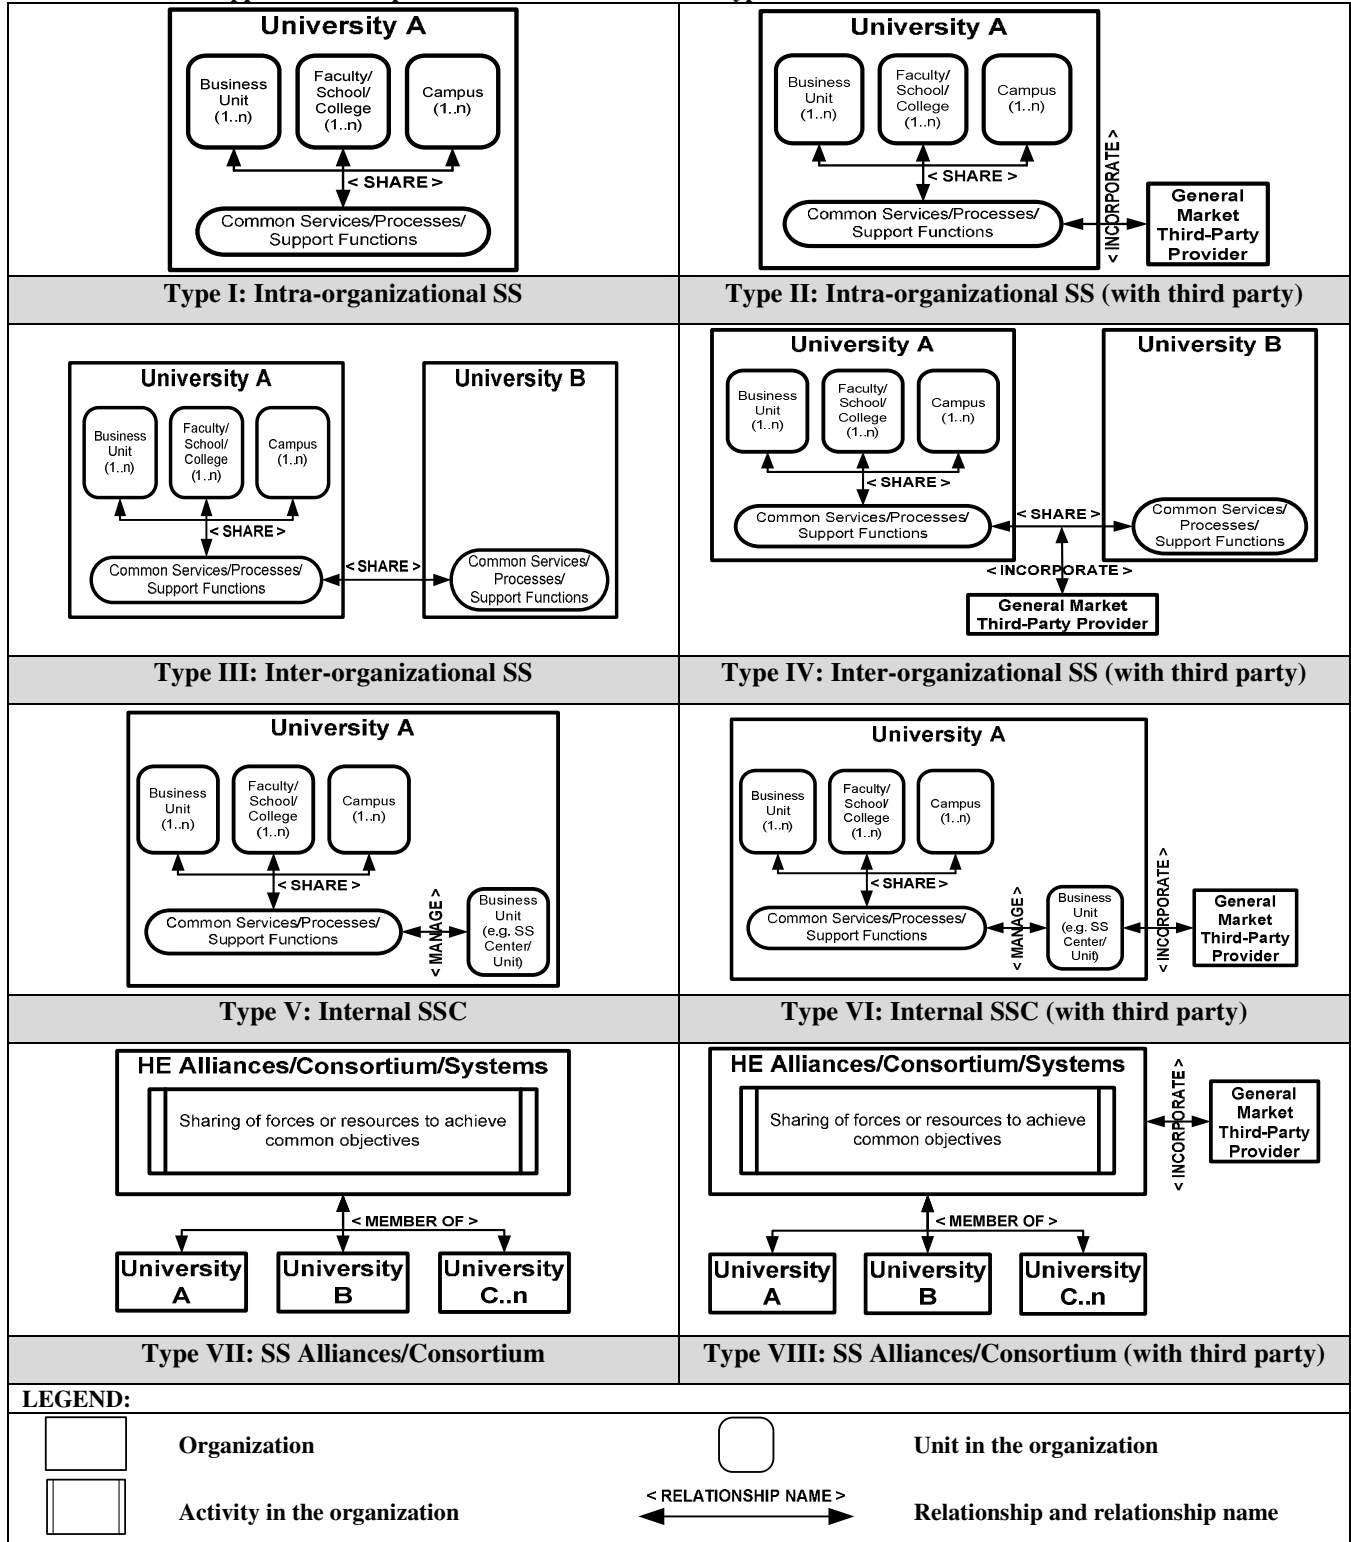 University A
Business
Unit
(1..n)
Faculty/
School/
College
(1..n)
Campus
(1..n)
< SHARE >
Common Services/Processes/
Support Functions
University A
Business
Unit
(1..n)
Faculty/
School/
College
(1..n)
Campus
(1..n)
< SHARE >
Common Services/Processes/
Support Functions
< INCORPORATE >
General
Market
Third-Party
Provider
Type I: Intra-organizational SS
Type II: Intra-organizational SS (with third party)
University A
Business
Unit
(1..n)
Faculty/
School/
College
(1..n)
Campus
(1..n)
< SHARE >
Common Services/Processes/
Support Functions
< SHARE >
University B
Common Services/
Processes/
Support Functions
University A
Business
Unit
(1..n)
Faculty/
School/
College
(1..n)
Campus
(1..n)
< SHARE >
Common Services/Processes/
Support Functions
< SHARE >
University B
Common Services/
Processes/
Support Functions
< INCORPORATE >
General Market
Third-Party Provider
Type III: Inter-organizational SS
Type IV: Inter-organizational SS (with third party)
University A
Business
Unit
(1..n)
Faculty/
School/
College
(1..n)
Campus
(1..n)
< SHARE >
Common Services/Processes/
Support Functions
< MANAGE >
Business
Unit
(e.g. SS
Center/
Unit)
University A
Business
Unit
(1..n)
Faculty/
School/
College
(1..n)
Campus
(1..n)
< SHARE >
Common Services/Processes/
Support Functions
< MANAGE >
Business
Unit
(e.g. SS
Center/
Unit)
< INCORPORATE >
General
Market
Third-Party
Provider
Type V: Internal SSC
Type VI: Internal SSC (with third party)
HE Alliances/Consortium/Systems
Sharing of forces or resources to achieve
common objectives
< MEMBER OF >
University
A
University
B
University
C..n
HE Alliances/Consortium/Systems
Sharing of forces or resources to achieve
common objectives
< INCORPORATE >
General
Market
Third-Party
Provider
< MEMBER OF >
University
A
University
B
University
C..n
Type VII: SS Alliances/Consortium
Type VIII: SS Alliances/Consortium (with third party)
LEGEND:
Organization
Unit in the organization
Activity in the organization
< RELATIONSHIP NAME >
Relationship and relationship name